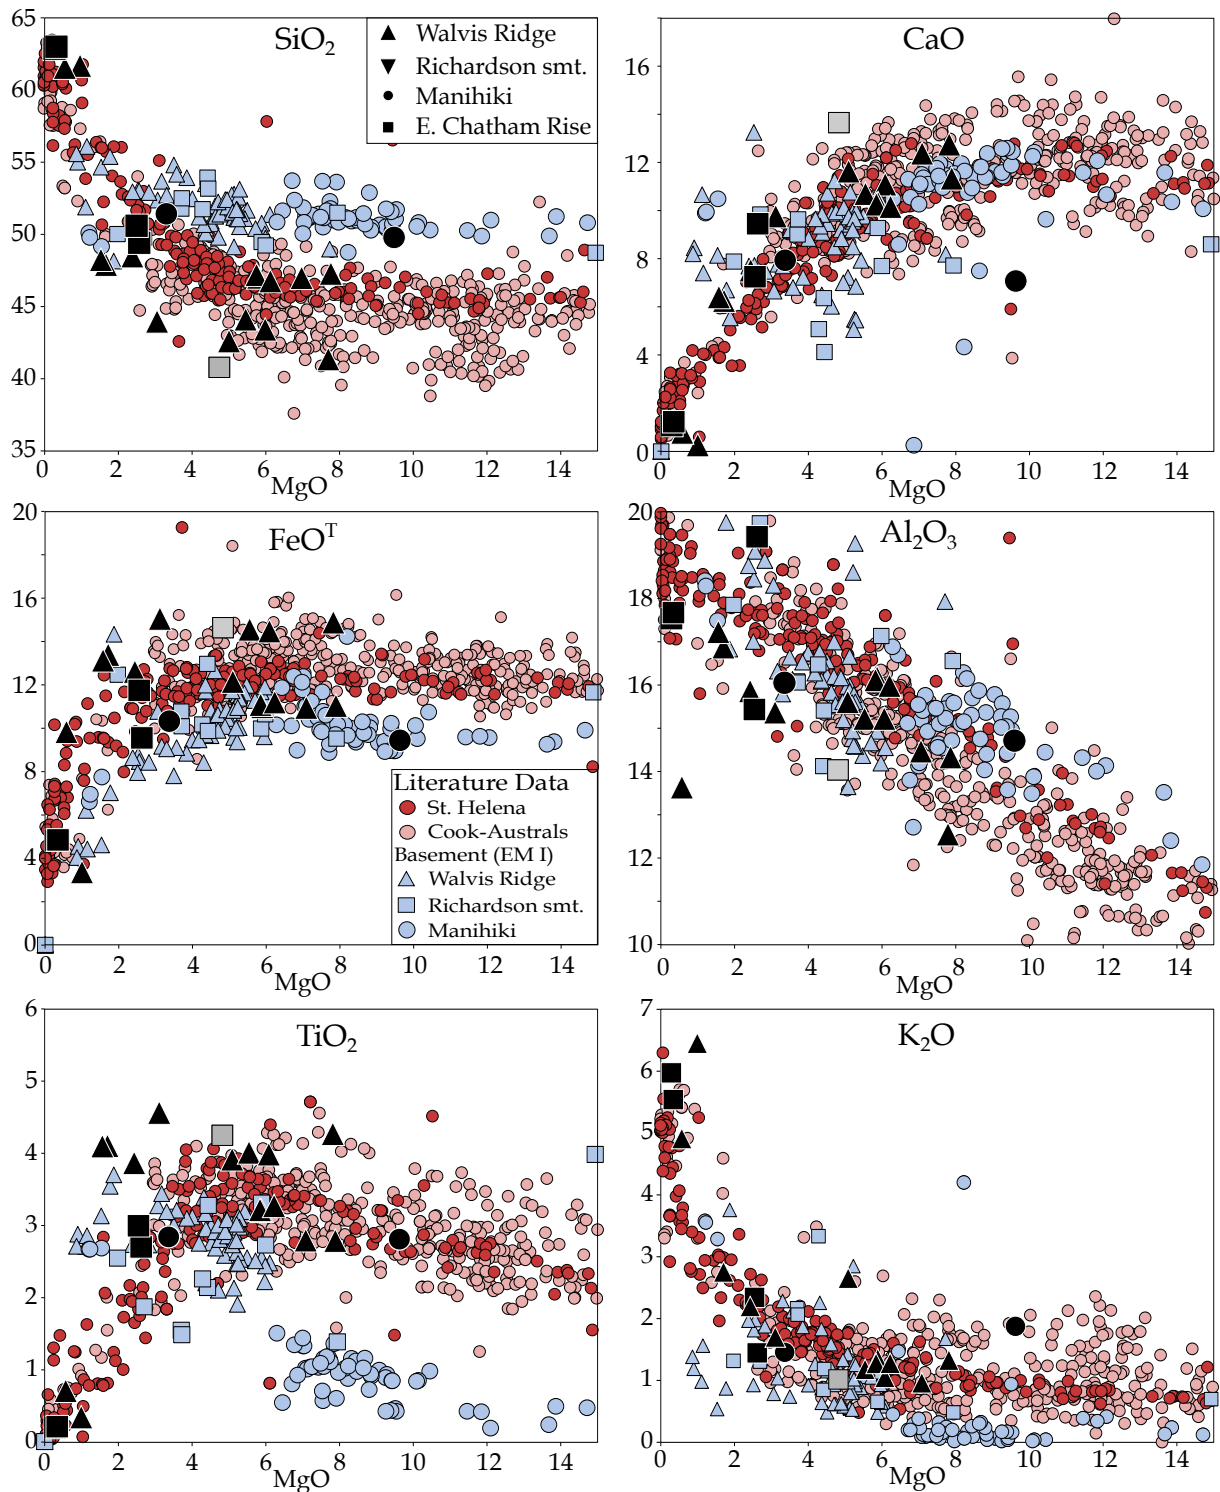 SiO₂
65
60
55
50
45
40
35
0 2 4 6 8 10 12 14
MgO
Walvis Ridge
Richardson smt.
Manihiki
E. Chatham Rise
CaO
16
12
8
4
0
0 2 4 6 8 10 12 14
MgO
FeOᵀ
20
16
12
8
4
0
0 2 4 6 8 10 12 14
MgO
Literature Data
St. Helena
Cook-Australs
Basement (EM I)
Walvis Ridge
Richardson smt.
Manihiki
Al₂O₃
20
18
16
14
12
10
0 2 4 6 8 10 12 14
MgO
TiO₂
6
5
4
3
2
1
0
0 2 4 6 8 10 12 14
MgO
K₂O
7
6
5
4
3
2
1
0
0 2 4 6 8 10 12 14
MgO